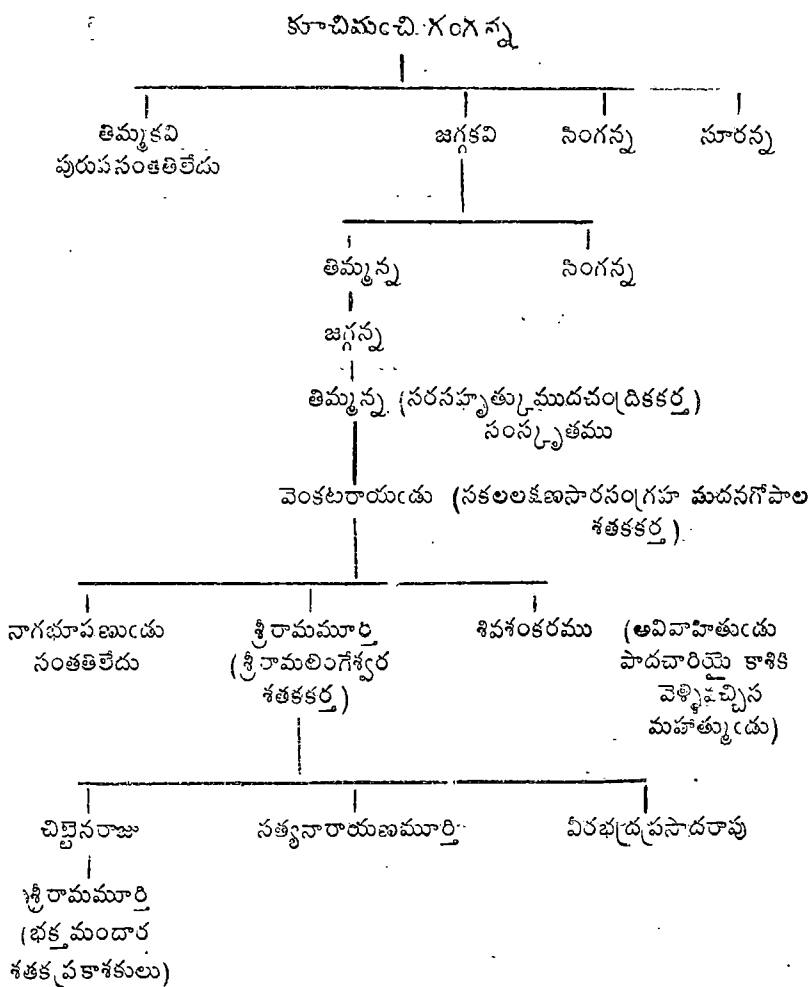 కూచిమంచి గంగన్న
తిమ్మకవి జగ్గకవి సింగన్న సూరన్న
పురుషసంతతిలేదు
తిమ్మన్న సింగన్న
జగ్గన్న
తిమ్మన్న (సరసహృత్కుముదచంద్రికకర్త)
సంస్కృతము
వెంకటరాయఁడు (సకలలక్షణసారసంగ్రహ మదనగోపాల
శతకకర్త)
నాగభూషణుఁడు శ్రీరామమూర్తి శివశంకరము (అవివాహితుఁడు
సంతతిలేదు (శ్రీరామలింగేశ్వర పాదచారియై కాశికి
శతకకర్త) వెళ్ళివచ్చిన
మహాత్ముఁడు)
చిట్టెనరాజు సత్యనారాయణమూర్తి వీరభద్రప్రసాదరావు
శ్రీరామమూర్తి
(భక్తమందార
శతకప్రకాశకులు)